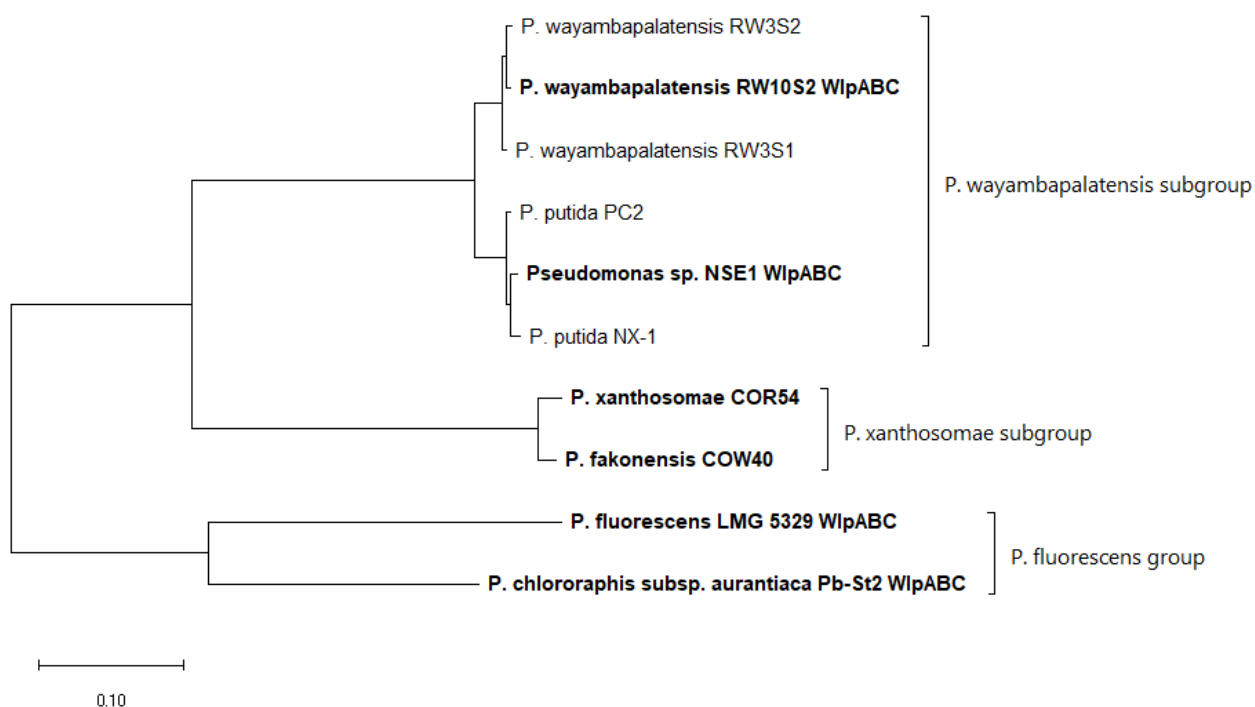 P. wayambapalatensis RW3S2
P. wayambapalatensis RW10S2 WlpABC
P. wayambapalatensis RW3S1
P. wayambapalatensis subgroup
P. putida PC2
Pseudomonas sp. NSE1 WlpABC
P. putida NX-1
P. xanthosomae COR54
P. xanthosomae subgroup
P. fakonensis COW40
P. fluorescens LMG 5329 WlpABC
P. fluorescens group
P. chlororaphis subsp. aurantiaca Pb-St2 WlpABC
0.10